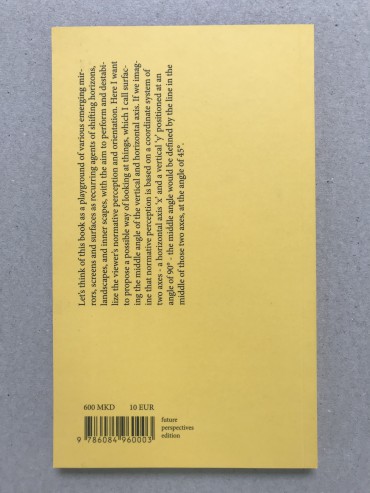 Let's think of this book as a playground of various emerging mir-
rors, screens and surfaces as recurring agents of shifting horizons,
landscapes, and inner scapes, with the aim to perform and destabi-
lize the viewer's normative perception and orientation. Here I want
to propose a possible way of looking at things, which I call surfac-
ing the middle angle of the vertical and horizontal axis. If we imag-
ine that normative perception is based on a coordinate system of
two axes - a horizontal axis 'x' and a vertical 'y' positioned at an
angle of 90° - the middle angle would be defined by the line in the
middle of those two axes, at the angle of 45°.
600 MKD 10 EUR
9 786084 960003
future
perspectives
edition